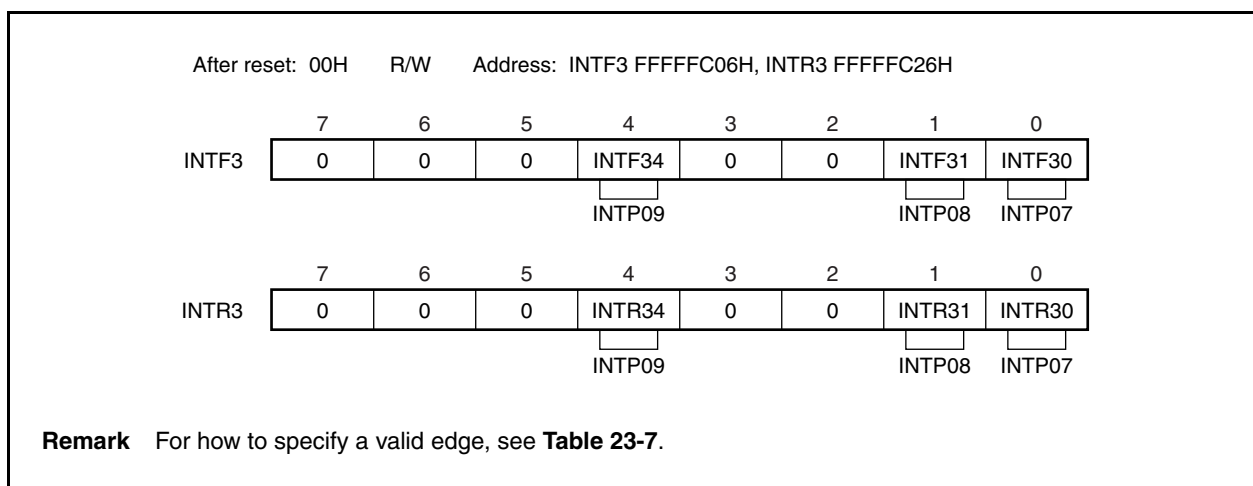 After reset: 00H R/W Address: INTF3 FFFFFC06H, INTR3 FFFFFC26H
7 6 5 4 3 2 1 0
INTF3 0 0 0 INTF34 0 0 INTF31 INTF30
INTP09 INTP08 INTP07
7 6 5 4 3 2 1 0
INTR3 0 0 0 INTR34 0 0 INTR31 INTR30
INTP09 INTP08 INTP07
Remark For how to specify a valid edge, see Table 23-7.